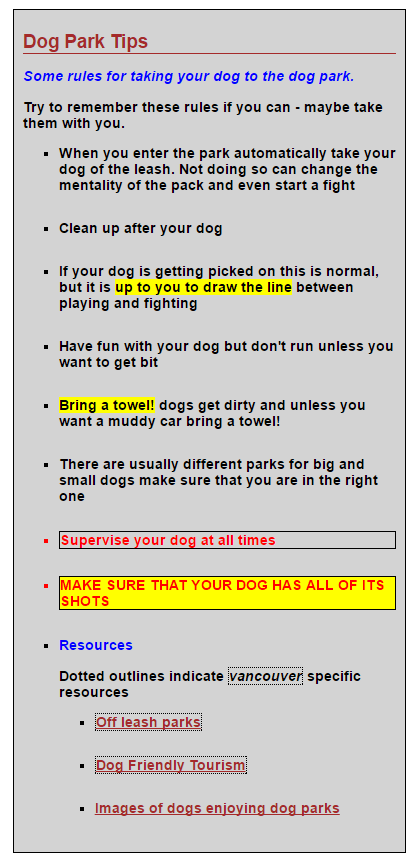 Dog Park Tips
Some rules for taking your dog to the dog park.
Try to remember these rules if you can - maybe take
them with you.
When you enter the park automatically take your
dog of the leash. Not doing so can change the
mentality of the pack and even start a fight
Clean up after your dog
If your dog is getting picked on this is normal,
but it is up to you to draw the line between
playing and fighting
Have fun with your dog but don't run unless you
want to get bit
Bring a towel! dogs get dirty and unless you
want a muddy car bring a towel!
There are usually different parks for big and
small dogs make sure that you are in the right
one
Supervise your dog at all times
MAKE SURE THAT YOUR DOG HAS ALL OF ITS
SHOTS
Resources
Dotted outlines indicate vancouver specific
resources
Off leash parks
Dog Friendly Tourism
Images of dogs enjoying dog parks